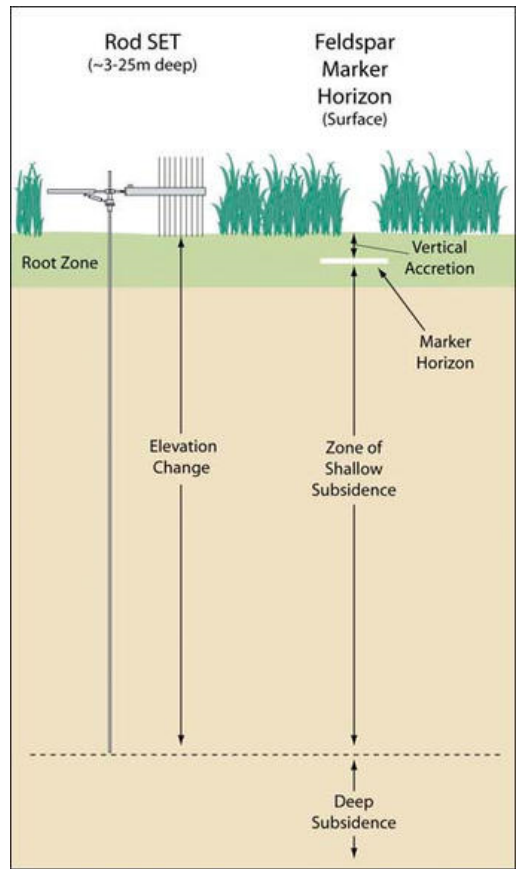 Rod SET
(~3-25m deep)
Feldspar
Marker
Horizon
(Surface)
Root Zone
Vertical
Accretion
Marker
Horizon
Elevation
Change
Zone of
Shallow
Subsidence
Deep
Subsidence